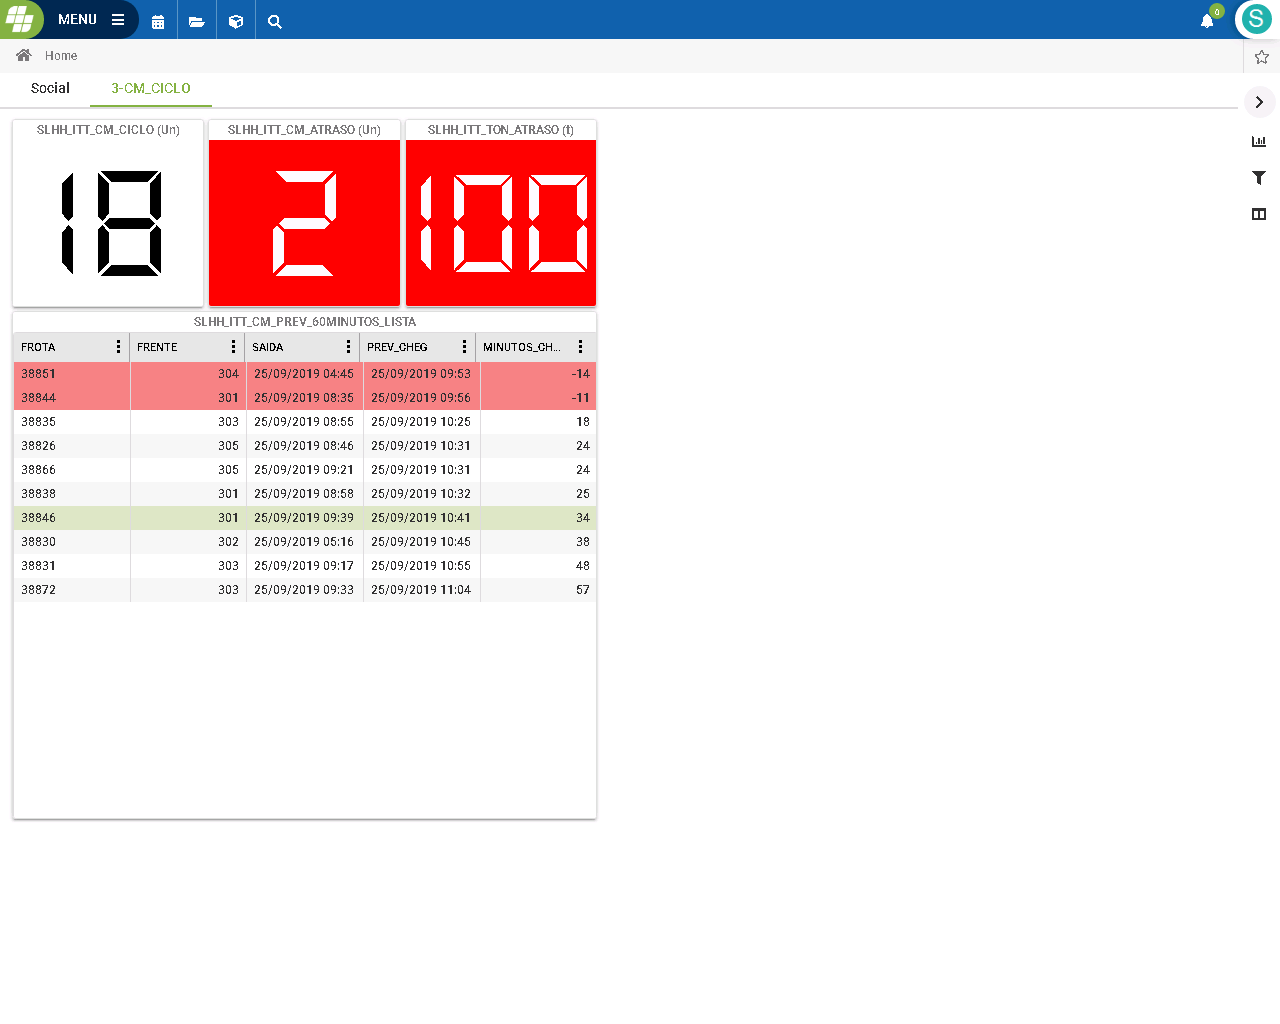 MENU
0
S
Home
Social 3-CM_CICLO
SLHH_ITT_CM_CICLO (Un) SLHH_ITT_CM_ATRASO (Un) SLHH_ITT_TON_ATRASO (t)
18 2 100
SLHH_ITT_CM_PREV_60MINUTOS_LISTA
FROTA FRENTE SAIDA PREV_CHEG MINUTOS_CH...
38851 304 25/09/2019 04:45 25/09/2019 09:53 -14
38844 301 25/09/2019 08:35 25/09/2019 09:56 -11
38835 303 25/09/2019 08:55 25/09/2019 10:25 18
38826 305 25/09/2019 08:46 25/09/2019 10:31 24
38866 305 25/09/2019 09:21 25/09/2019 10:31 24
38838 301 25/09/2019 08:58 25/09/2019 10:32 25
38846 301 25/09/2019 09:39 25/09/2019 10:41 34
38830 302 25/09/2019 05:16 25/09/2019 10:45 38
38831 303 25/09/2019 09:17 25/09/2019 10:55 48
38872 303 25/09/2019 09:33 25/09/2019 11:04 57